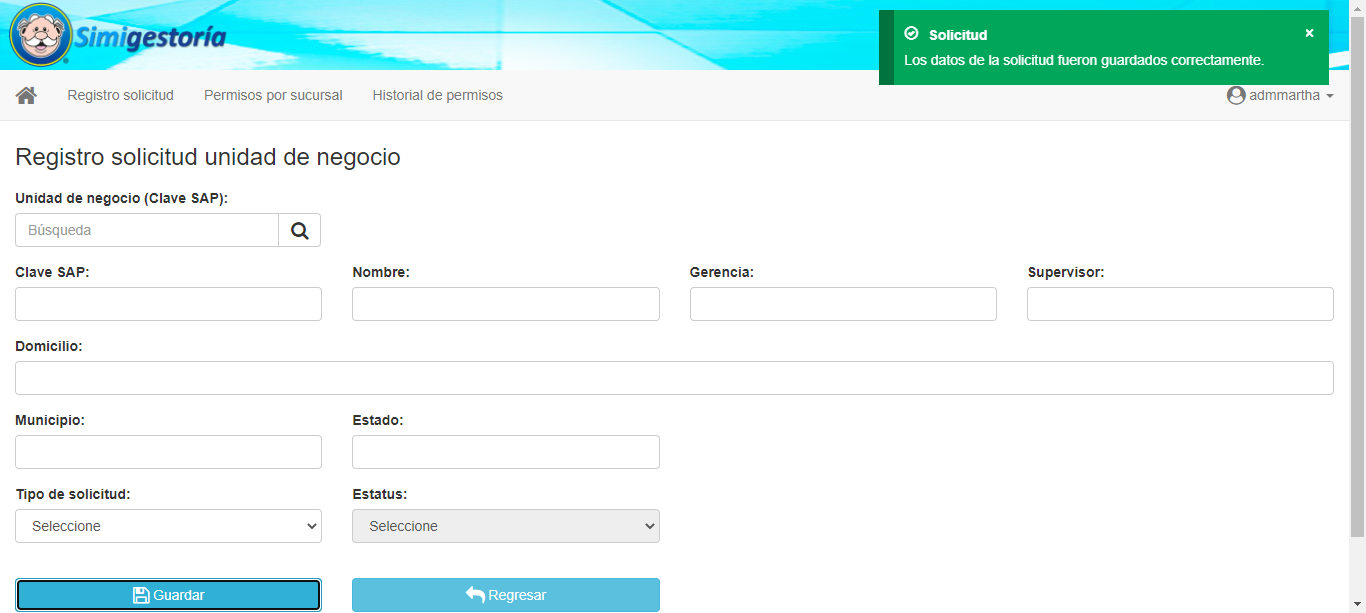 Simigestoría
Solicitud ×
Los datos de la solicitud fueron guardados correctamente.
Registro solicitud Permisos por sucursal Historial de permisos admmartha
Registro solicitud unidad de negocio
Unidad de negocio (Clave SAP):
Búsqueda
Clave SAP: Nombre: Gerencia: Supervisor:
Domicilio:
Municipio: Estado:
Tipo de solicitud: Estatus:
Seleccione Seleccione
Guardar Regresar